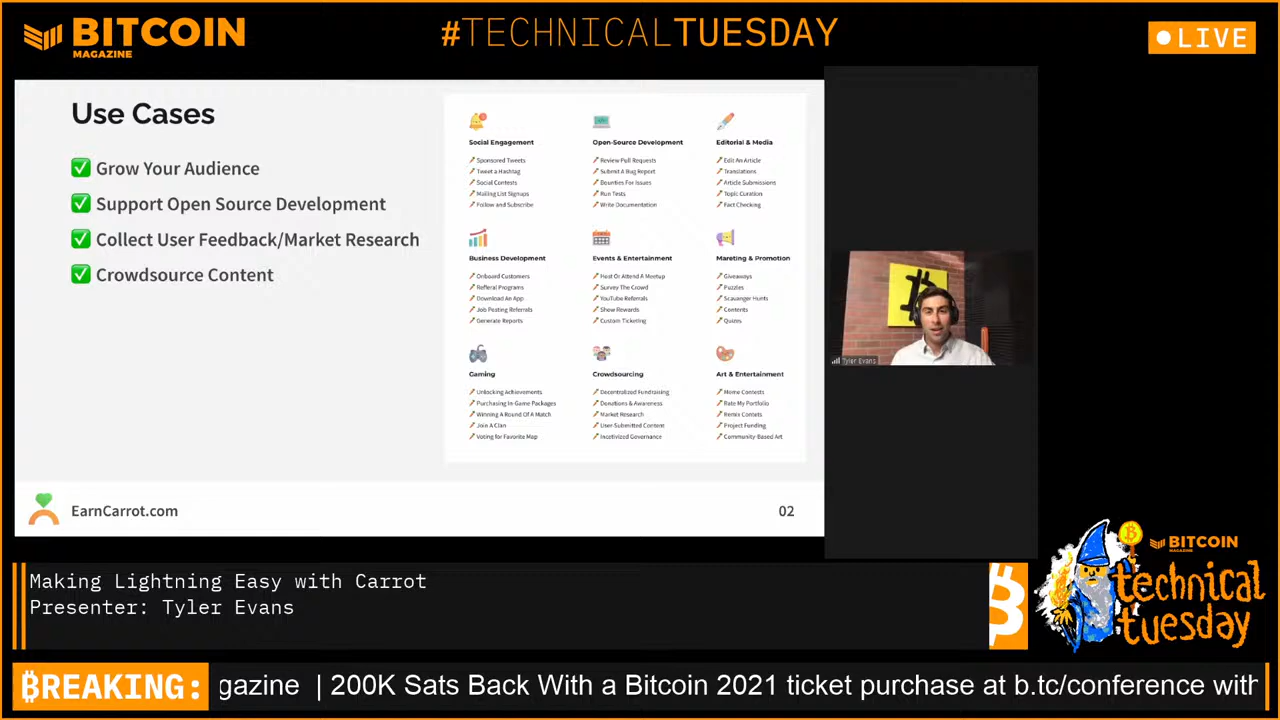 BITCOIN
MAGAZINE
#TECHNICALTUESDAY
LIVE
Use Cases
Grow Your Audience
Support Open Source Development
Collect User Feedback/Market Research
Crowdsource Content
Social Engagement
Sponsored Tweets
Tweet a Hashtag
Social Contests
Mailing List Signups
Follow and Subscribe
Open-Source Development
Review Pull Requests
Submit A Bug Report
Bounties For Issues
Run Tests
Write Documentation
Editorial & Media
Edit An Article
Translations
Article Submissions
Topic Curation
Fact Checking
Business Development
Onboard Customers
Refferal Programs
Download An App
Job Posting Referrals
Generate Reports
Events & Entertainment
Host Or Attend A Meetup
Survey The Crowd
YouTube Referrals
Show Rewards
Custom Ticketing
Mareting & Promotion
Giveaways
Puzzles
Scavenger Hunts
Contents
Quizes
Gaming
Unlocking Achievements
Purchasing In-Game Packages
Winning A Round Of A Match
Join A Clan
Voting for Favorite Map
Crowdsourcing
Decentralized Fundraising
Donations & Awareness
Market Research
User-Submitted Content
Incetivized Governance
Art & Entertainment
Meme Contests
Rate My Portfolio
Remix Contets
Project Funding
Community-Based Art
EarnCarrot.com
02
Tyler Evans
Making Lightning Easy with Carrot
Presenter: Tyler Evans
BITCOIN
MAGAZINE
technical
tuesday
₿REAKING:
gazine | 200K Sats Back With a Bitcoin 2021 ticket purchase at b.tc/conference with